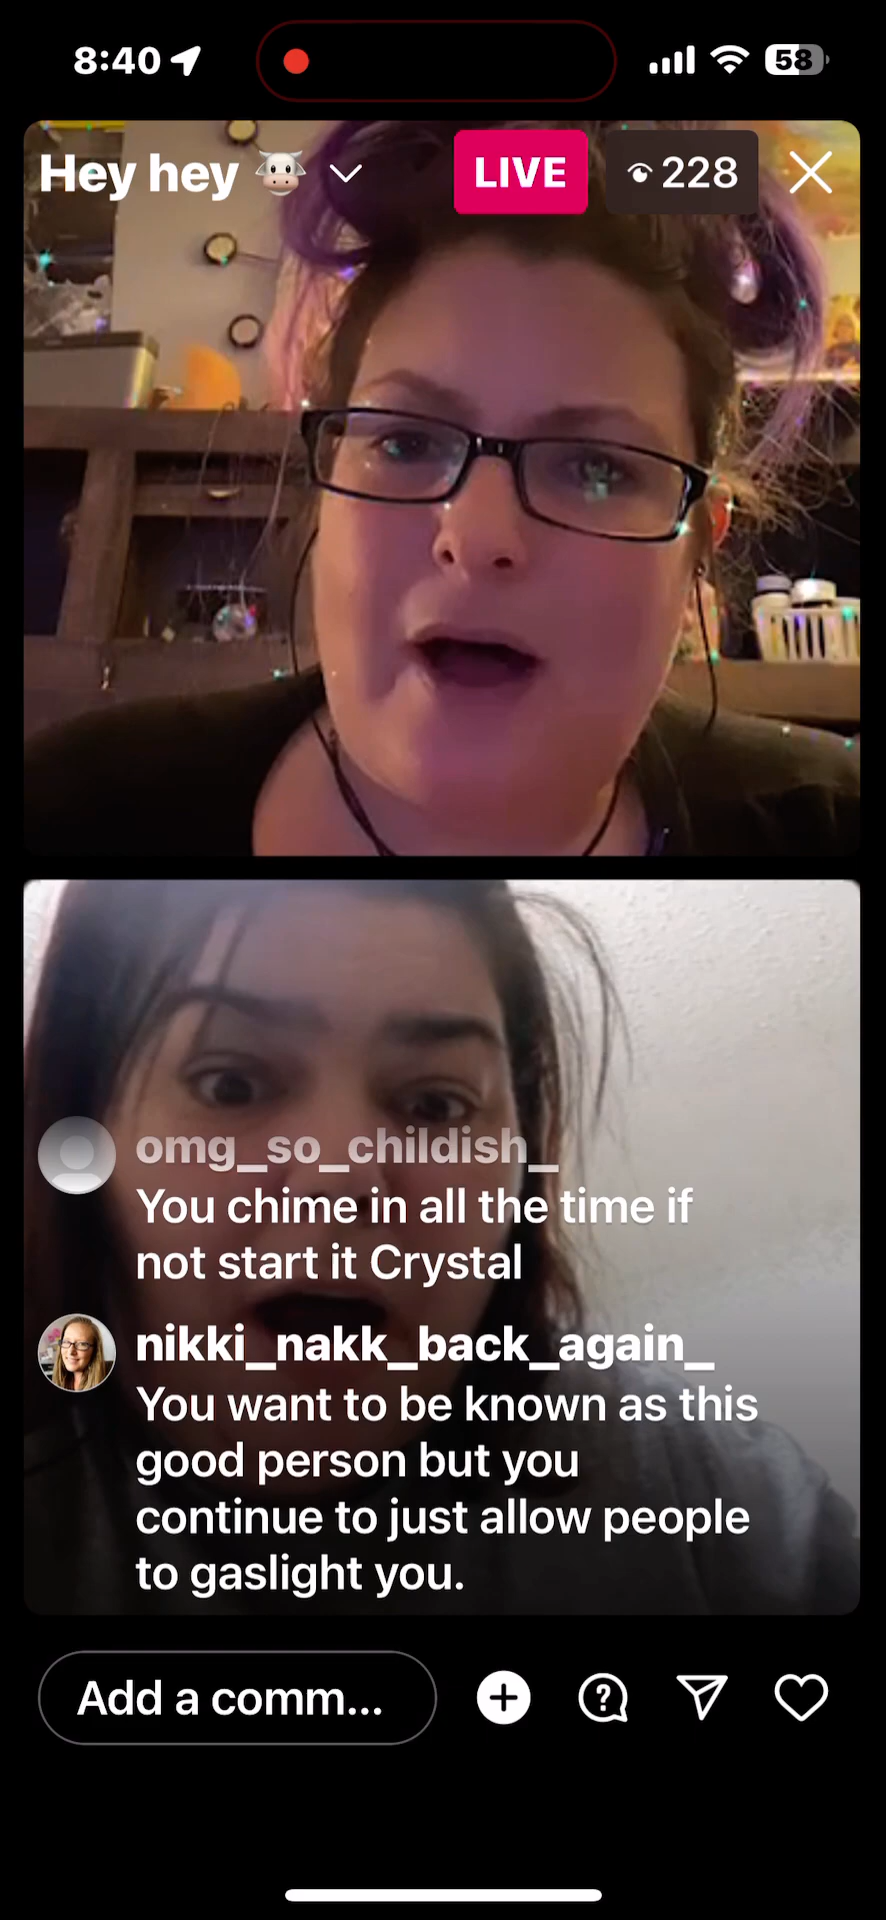 8:40
58
Hey hey 🐮
LIVE
228
omg_so_childish_
You chime in all the time if
not start it Crystal
nikki_nakk_back_again_
You want to be known as this
good person but you
continue to just allow people
to gaslight you.
Add a comm...